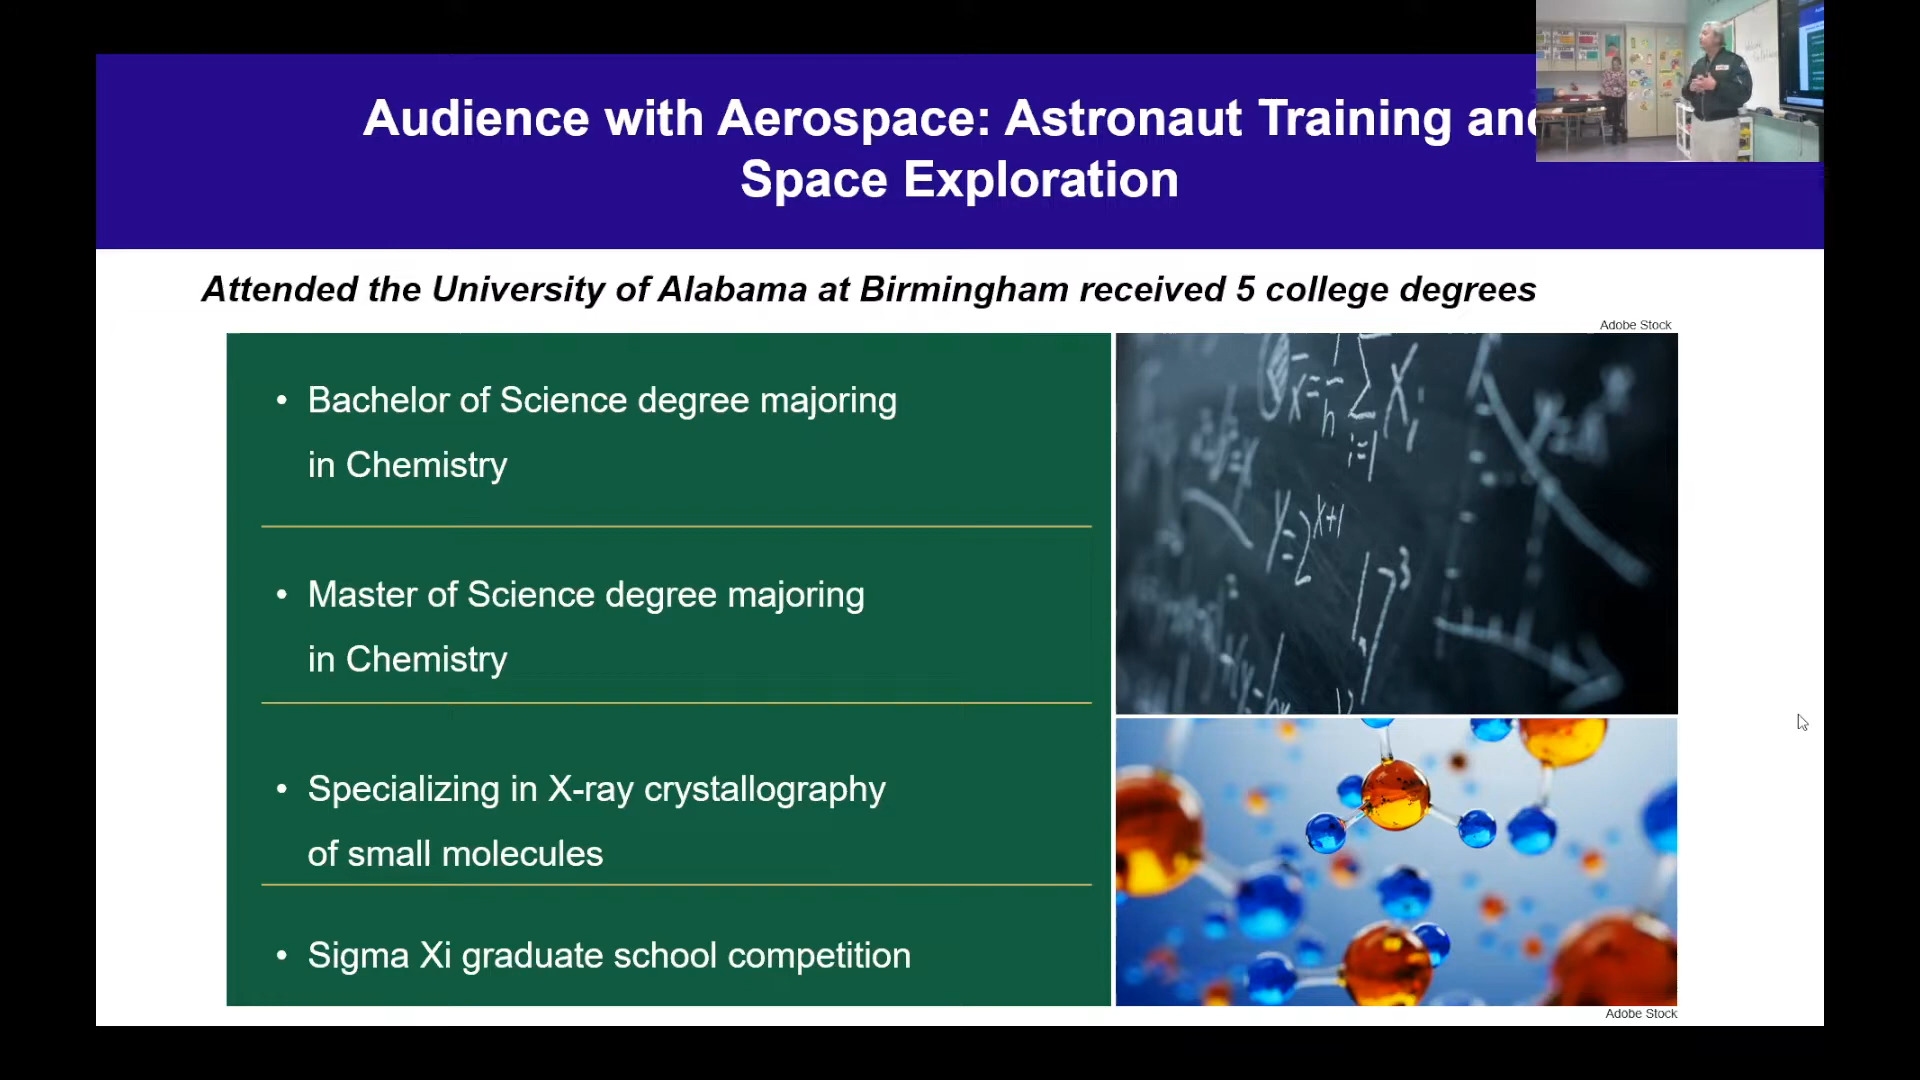 Audience with Aerospace: Astronaut Training and
Space Exploration
Attended the University of Alabama at Birmingham received 5 college degrees
Adobe Stock
• Bachelor of Science degree majoring
in Chemistry
• Master of Science degree majoring
in Chemistry
• Specializing in X-ray crystallography
of small molecules
• Sigma Xi graduate school competition
Y=2^{x+1}
Adobe Stock